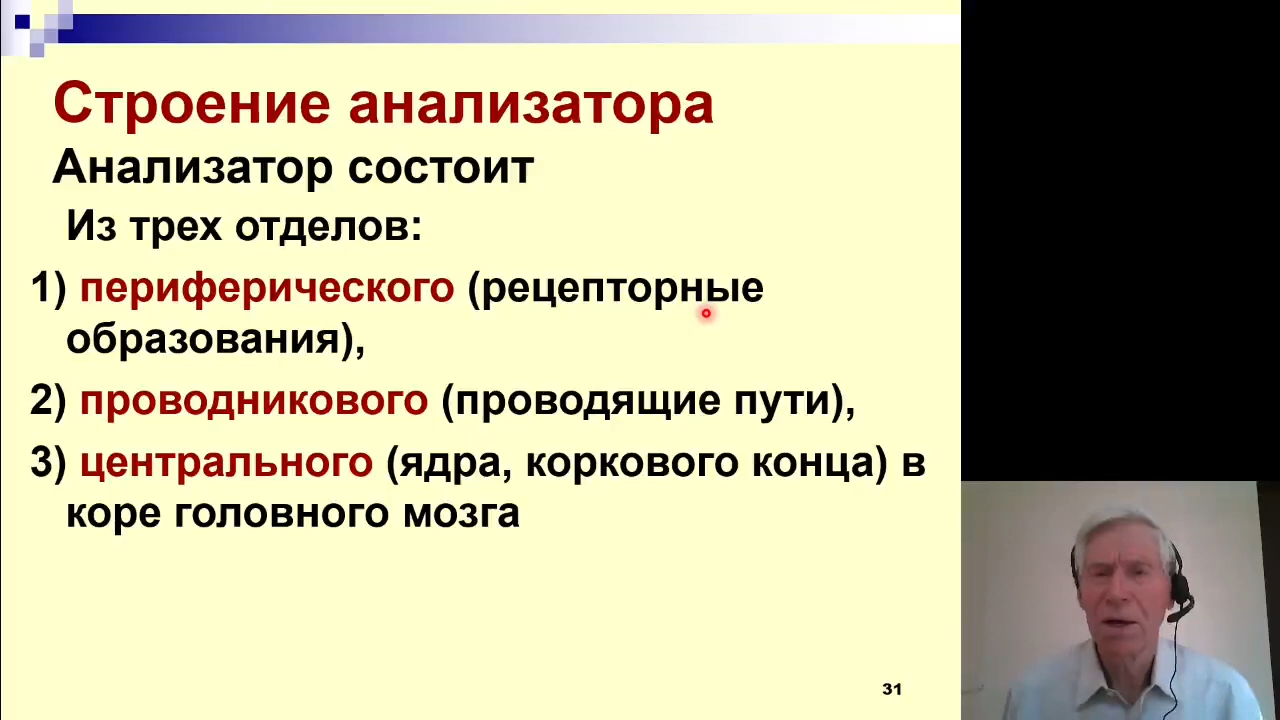 Строение анализатора
Анализатор состоит
Из трех отделов:
1) периферического (рецепторные
образования),
2) проводникового (проводящие пути),
3) центрального (ядра, коркового конца) в
коре головного мозга
31